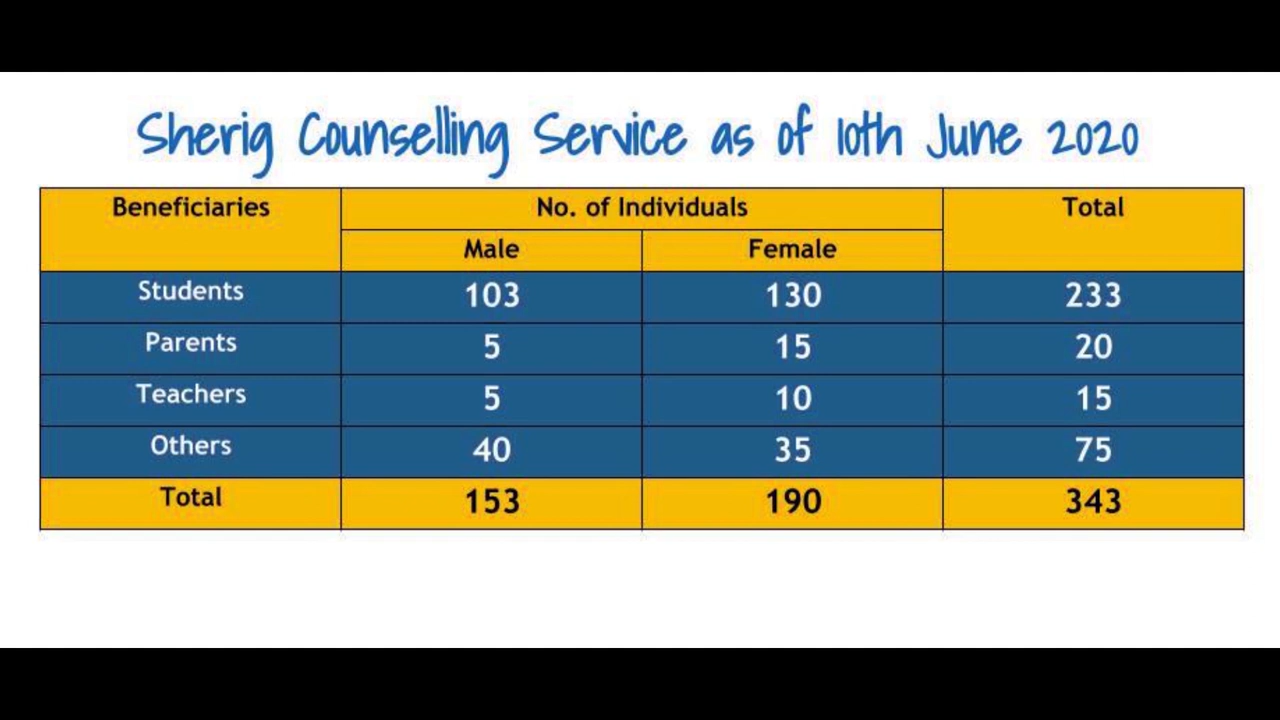 Sherig Counselling Service as of 10th June 2020
Beneficiaries No. of Individuals Total
Male Female
Students 103 130 233
Parents 5 15 20
Teachers 5 10 15
Others 40 35 75
Total 153 190 343